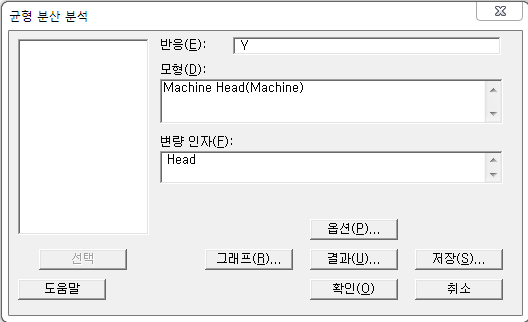 균형 분산 분석
반응(E): Y
모형(D):
Machine Head(Machine)
변량 인자(F):
Head
옵션(P)...
선택 그래프(R)... 결과(U)... 저장(S)...
도움말 확인(O) 취소